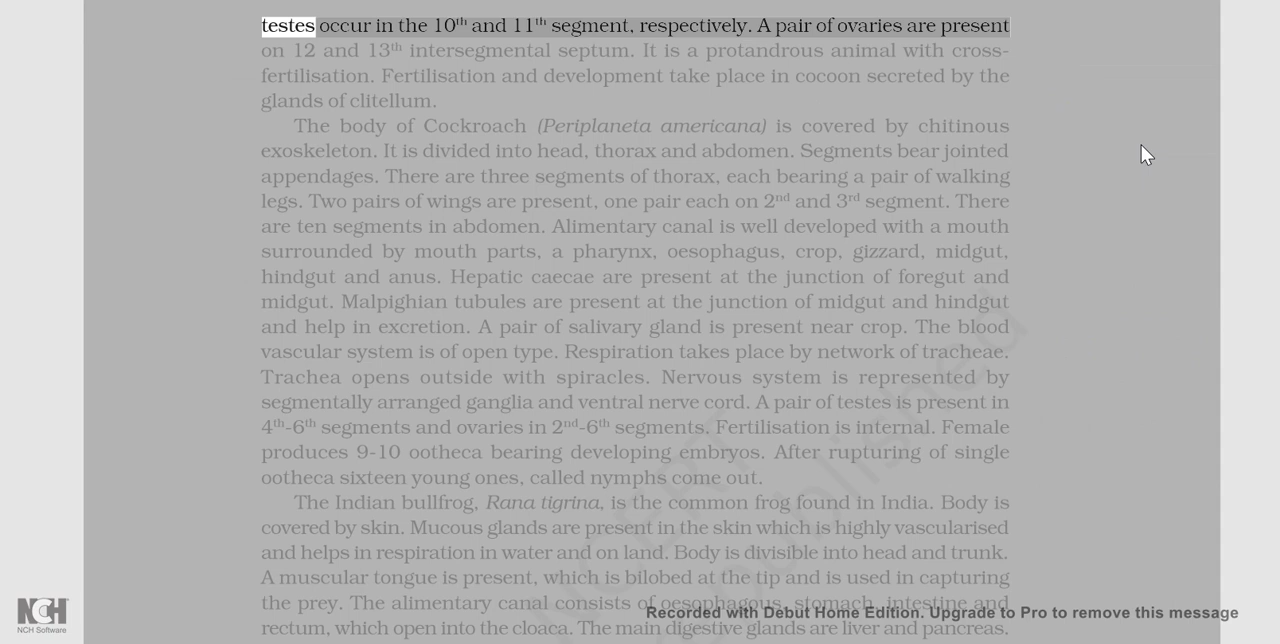 testes occur in the 10th and 11th segment, respectively. A pair of ovaries are present
on 12 and 13th intersegmental septum. It is a protandrous animal with cross-
fertilisation. Fertilisation and development take place in cocoon secreted by the
glands of clitellum.
The body of Cockroach (Periplaneta americana) is covered by chitinous
exoskeleton. It is divided into head, thorax and abdomen. Segments bear jointed
appendages. There are three segments of thorax, each bearing a pair of walking
legs. Two pairs of wings are present, one pair each on 2nd and 3rd segment. There
are ten segments in abdomen. Alimentary canal is well developed with a mouth
surrounded by mouth parts, a pharynx, oesophagus, crop, gizzard, midgut,
hindgut and anus. Hepatic caecae are present at the junction of foregut and
midgut. Malpighian tubules are present at the junction of midgut and hindgut
and help in excretion. A pair of salivary gland is present near crop. The blood
vascular system is of open type. Respiration takes place by network of tracheae.
Trachea opens outside with spiracles. Nervous system is represented by
segmentally arranged ganglia and ventral nerve cord. A pair of testes is present in
4th-6th segments and ovaries in 2nd-6th segments. Fertilisation is internal. Female
produces 9-10 ootheca bearing developing embryos. After rupturing of single
ootheca sixteen young ones, called nymphs come out.
The Indian bullfrog, Rana tigrina, is the common frog found in India. Body is
covered by skin. Mucous glands are present in the skin which is highly vascularised
and helps in respiration in water and on land. Body is divisible into head and trunk.
A muscular tongue is present, which is bilobed at the tip and is used in capturing
the prey. The alimentary canal consists of oesophagous, stomach, intestine and
rectum, which open into the cloaca. The main digestive glands are liver and pancreas.
NCERT
published
Recorded with Debut Home Edition. Upgrade to Pro to remove this message
NCH
NCH Software